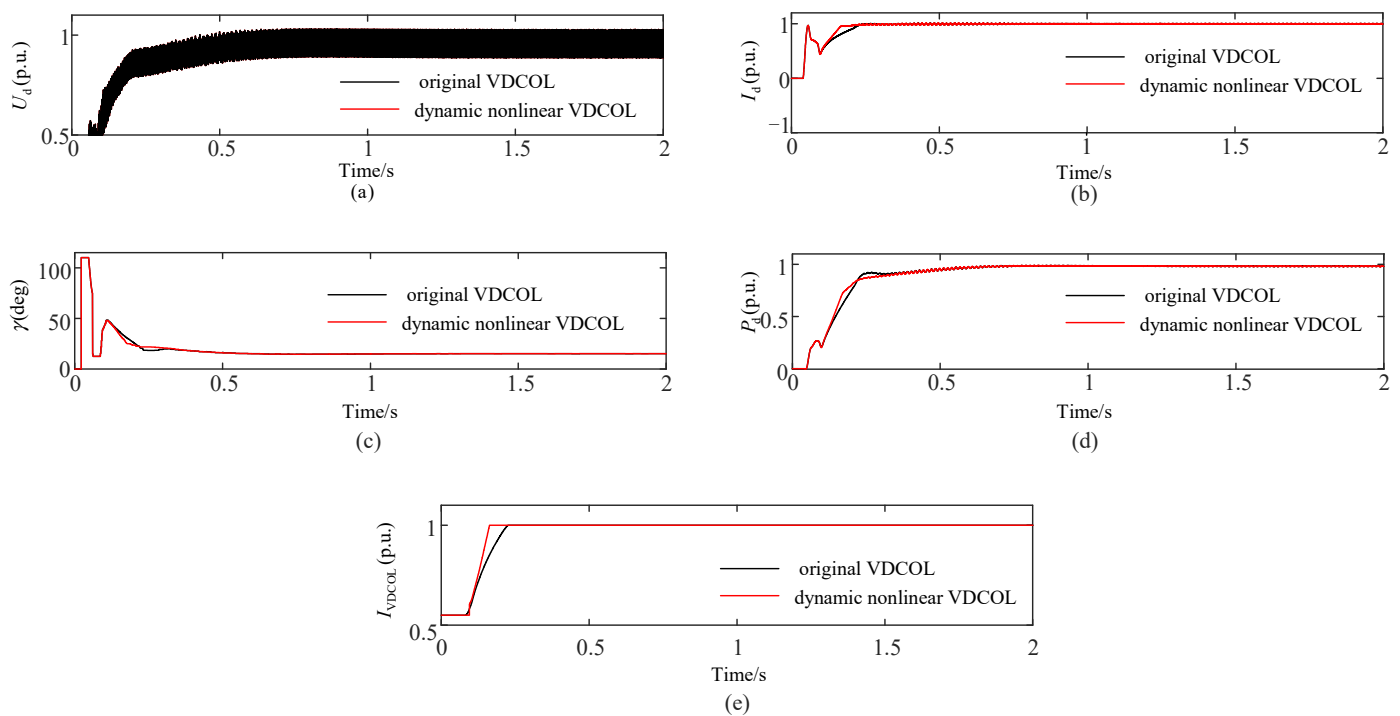 U_d (p.u.)
1
0.5
original VDCOL
dynamic nonlinear VDCOL
0 0.5 1 1.5 2
Time/s
(a)
I_d (p.u.)
1
0
−1
original VDCOL
dynamic nonlinear VDCOL
0 0.5 1 1.5 2
Time/s
(b)
γ(deg)
100
50
0
original VDCOL
dynamic nonlinear VDCOL
0 0.5 1 1.5 2
Time/s
(c)
P_d (p.u.)
1
0.5
0
original VDCOL
dynamic nonlinear VDCOL
0 0.5 1 1.5 2
Time/s
(d)
I_VDCOL (p.u.)
1
0.5
original VDCOL
dynamic nonlinear VDCOL
0 0.5 1 1.5 2
Time/s
(e)